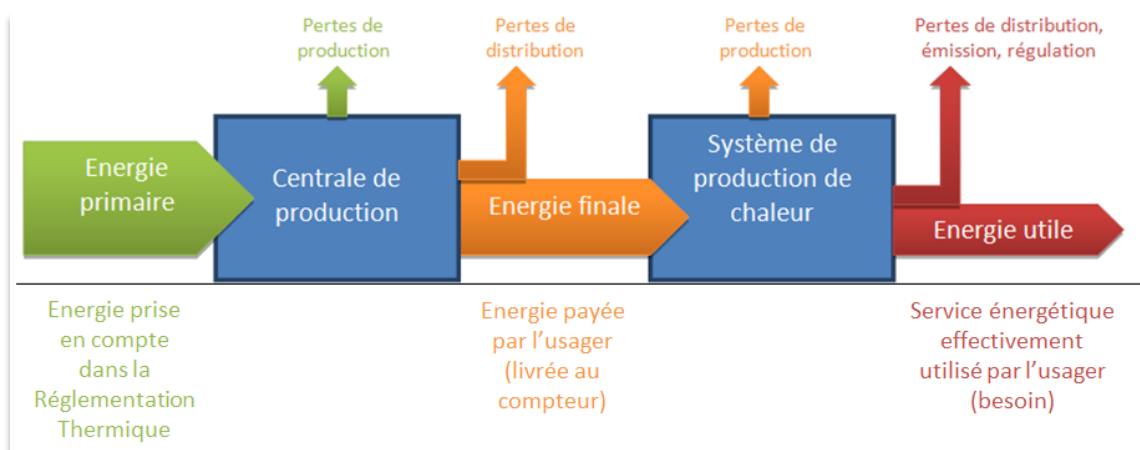 Pertes de
production
Pertes de
distribution
Pertes de
production
Pertes de distribution,
émission, régulation
Energie
primaire
Centrale de
production
Energie finale
Système de
production de
chaleur
Energie utile
Energie prise
en compte
dans la
Réglementation
Thermique
Energie payée
par l'usager
(livrée au
compteur)
Service énergétique
effectivement
utilisé par l'usager
(besoin)